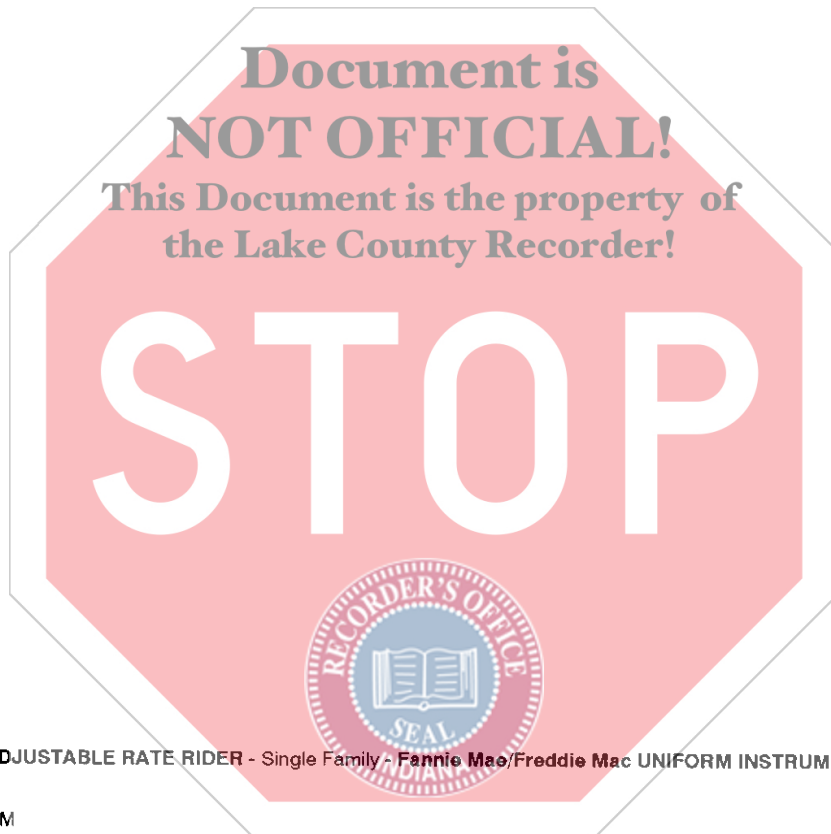 Document is
NOT OFFICIAL!
This Document is the property of
the Lake County Recorder!
STOP
RECORDER'S OFFICE
SEAL
INDIANA
DJUSTABLE RATE RIDER - Single Family - Fannie Mae/Freddie Mac UNIFORM INSTRUM
M